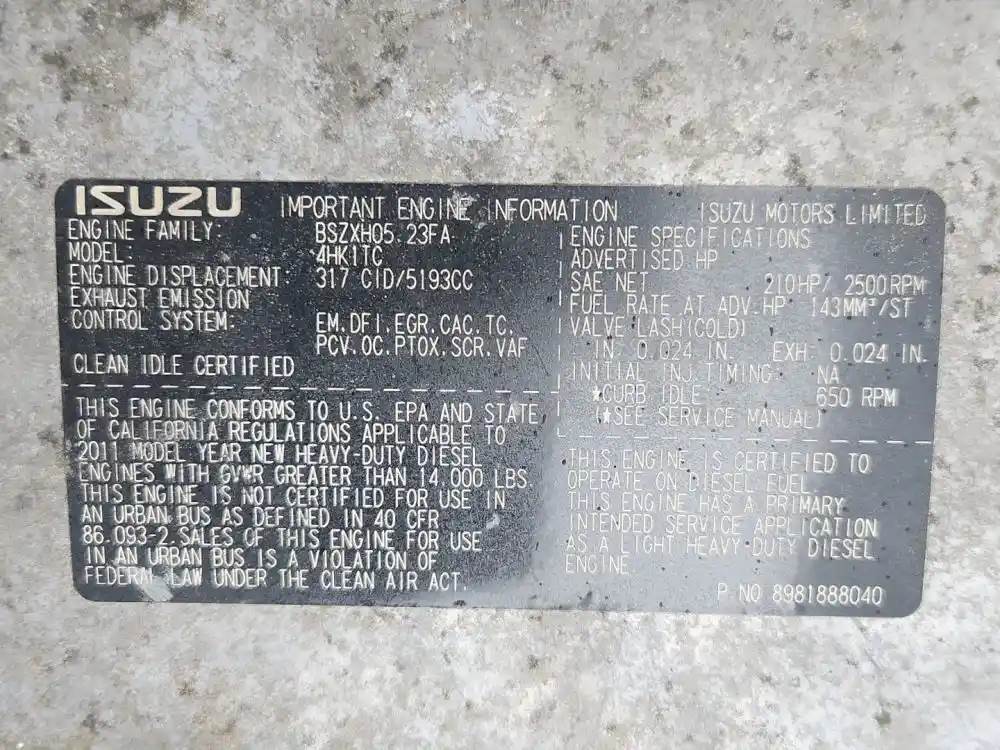 ISUZU IMPORTANT ENGINE INFORMATION ISUZU MOTORS LIMITED
ENGINE FAMILY: BSZXH05.23FA
MODEL: 4HK1TC
ENGINE DISPLACEMENT: 317 CID/5193CC
EXHAUST EMISSION
CONTROL SYSTEM: EM.DFI.EGR.CAC.TC.
PCV.OC.PTOX.SCR.VAF
CLEAN IDLE CERTIFIED
THIS ENGINE CONFORMS TO U.S. EPA AND STATE
OF CALIFORNIA REGULATIONS APPLICABLE TO
2011 MODEL YEAR NEW HEAVY-DUTY DIESEL
ENGINES WITH GVWR GREATER THAN 14,000 LBS.
THIS ENGINE IS NOT CERTIFIED FOR USE IN
AN URBAN BUS AS DEFINED IN 40 CFR
86.093-2.SALES OF THIS ENGINE FOR USE
IN AN URBAN BUS IS A VIOLATION OF
FEDERAL LAW UNDER THE CLEAN AIR ACT.
ENGINE SPECIFICATIONS
ADVERTISED HP
SAE NET 210HP/ 2500RPM
FUEL RATE AT ADV.HP 143MM³/ST
VALVE LASH(COLD)
IN: 0.024 IN. EXH: 0.024 IN.
INITIAL INJ.TIMING: NA
★CURB IDLE 650 RPM
(★SEE SERVICE MANUAL)
THIS ENGINE IS CERTIFIED TO
OPERATE ON DIESEL FUEL.
THIS ENGINE HAS A PRIMARY
INTENDED SERVICE APPLICATION
AS A LIGHT HEAVY-DUTY DIESEL
ENGINE.
P.NO 8981888040